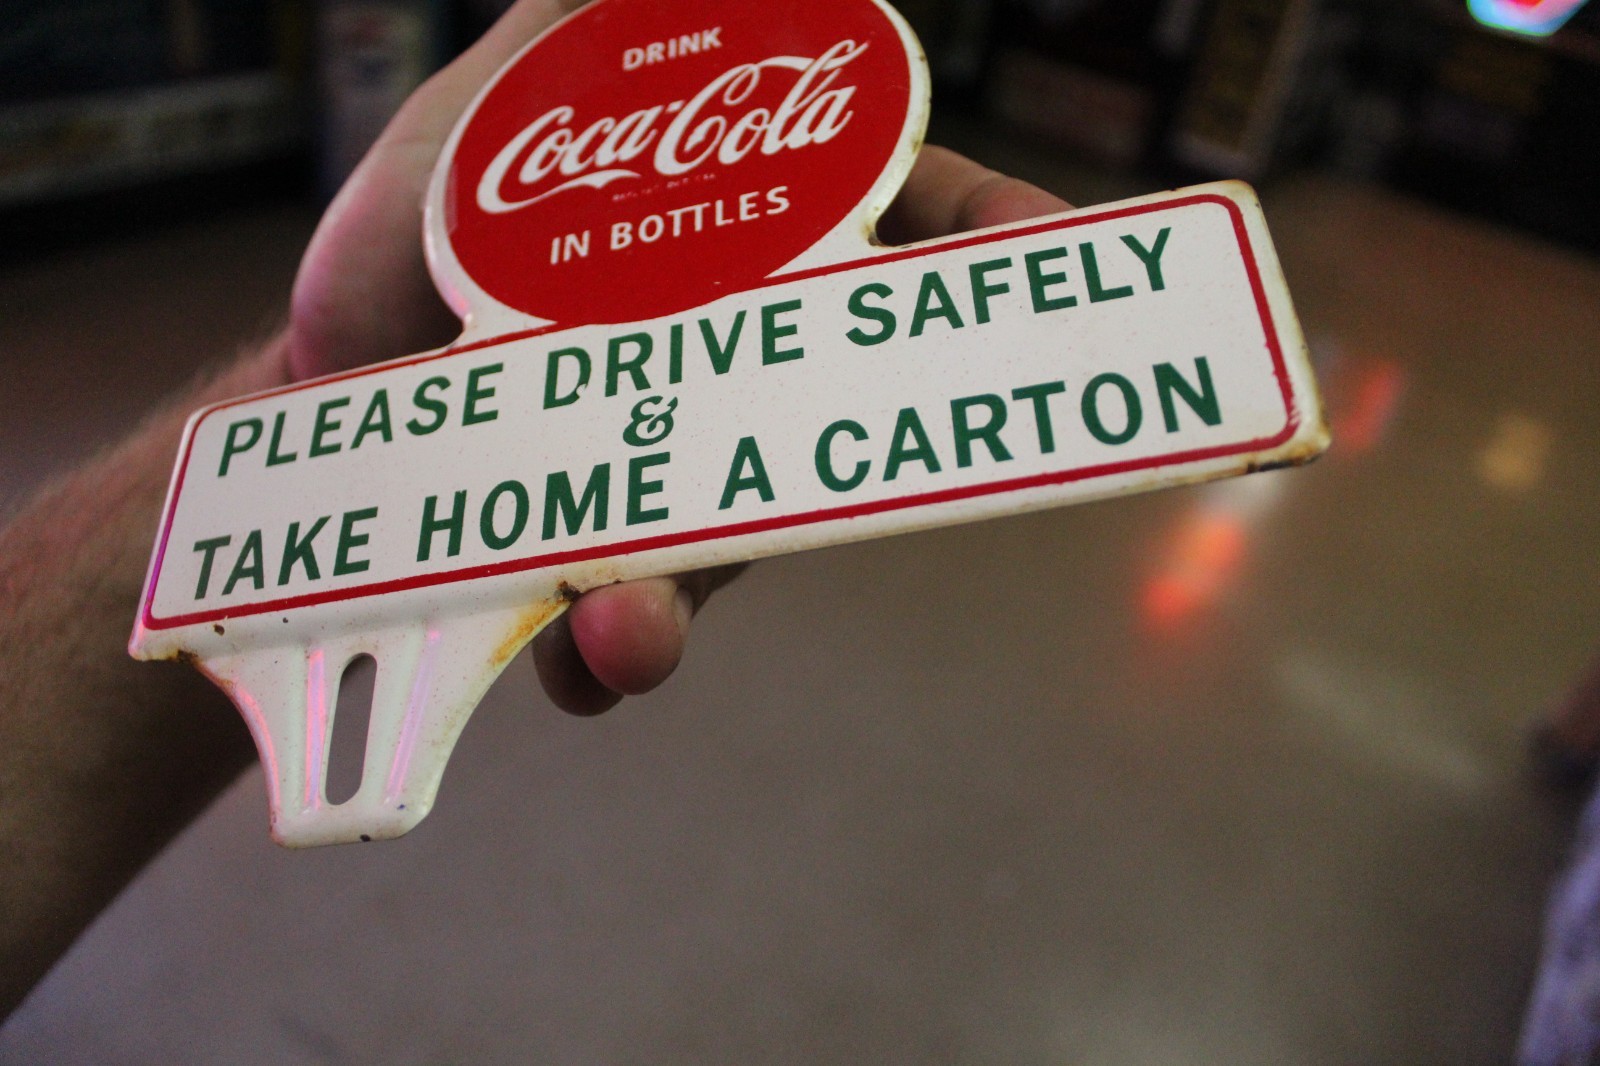 DRINK
Coca-Cola
IN BOTTLES
PLEASE DRIVE SAFELY
&
TAKE HOME A CARTON